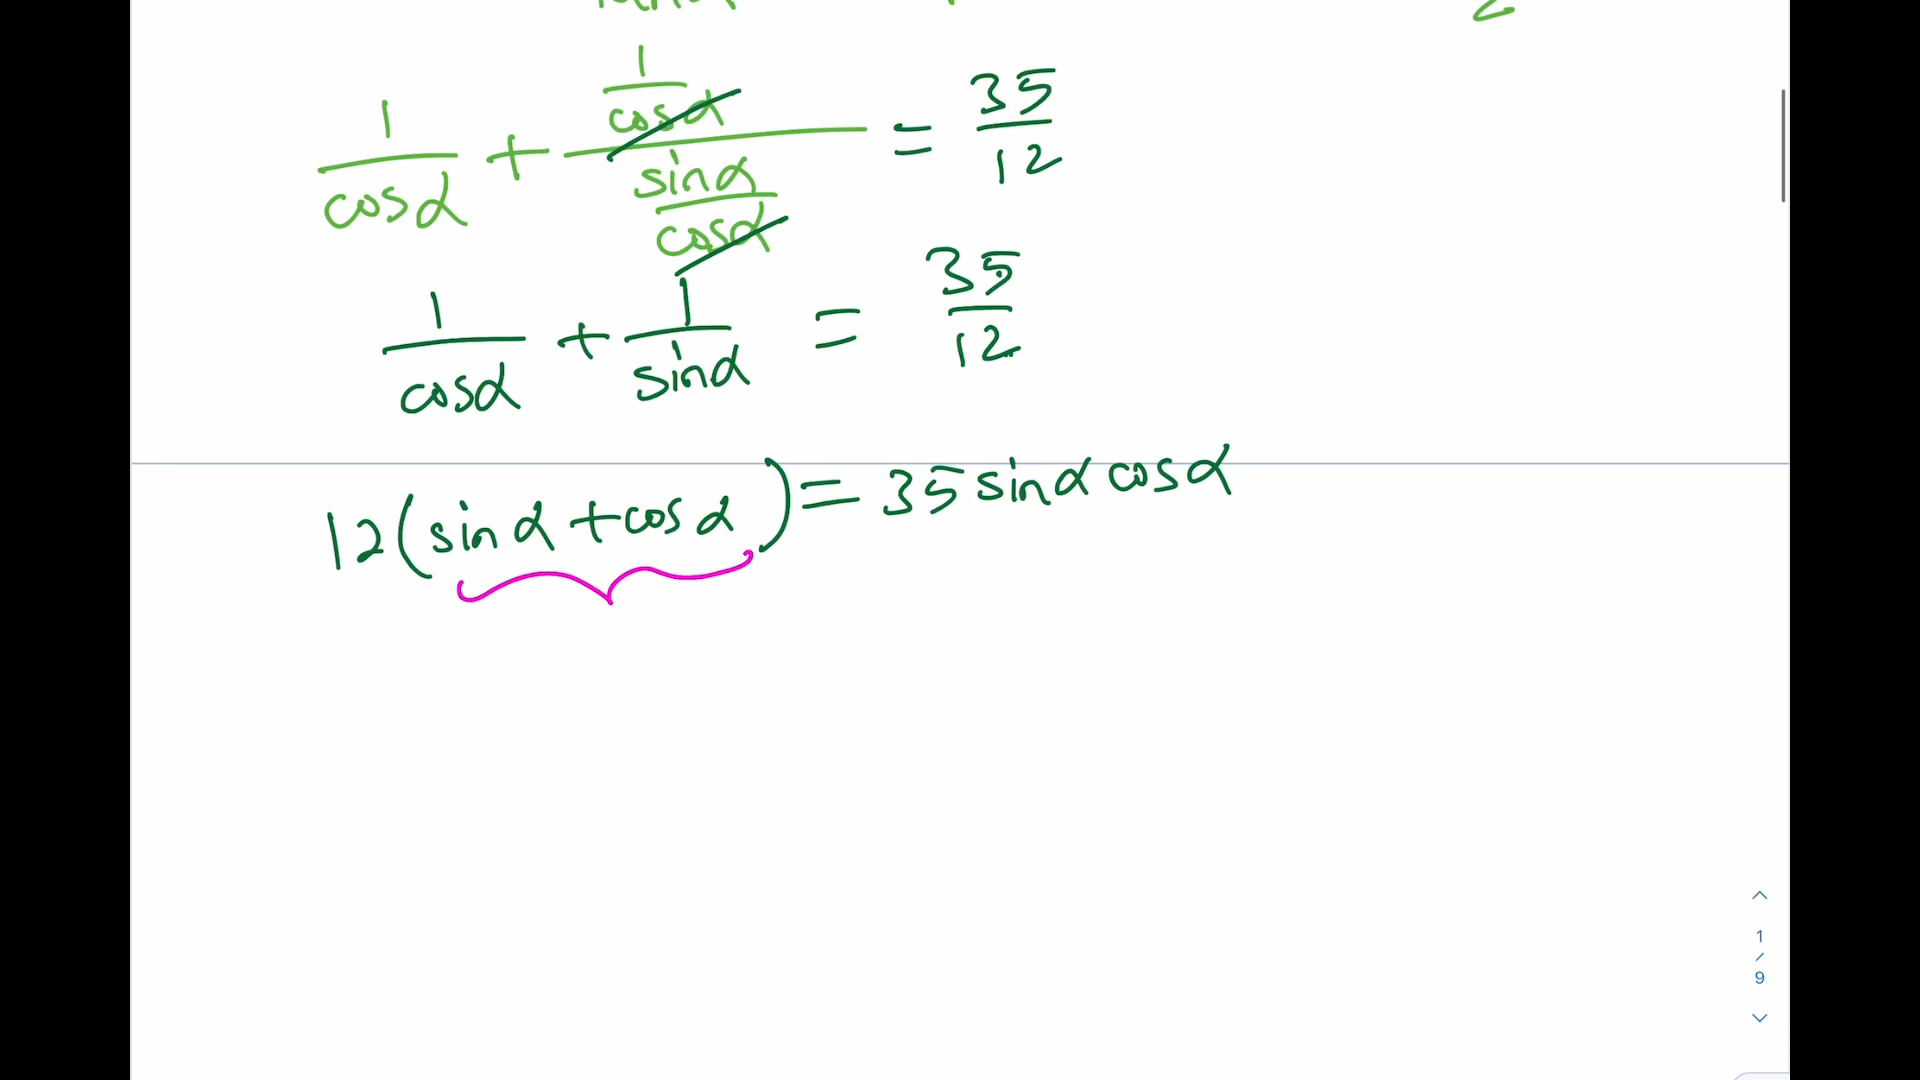 1/cosα + (1/cosα)/(sinα/cosα) = 35/12
1/cosα + 1/sinα = 35/12
12(sinα + cosα) = 35 sinα cosα
1
/
9